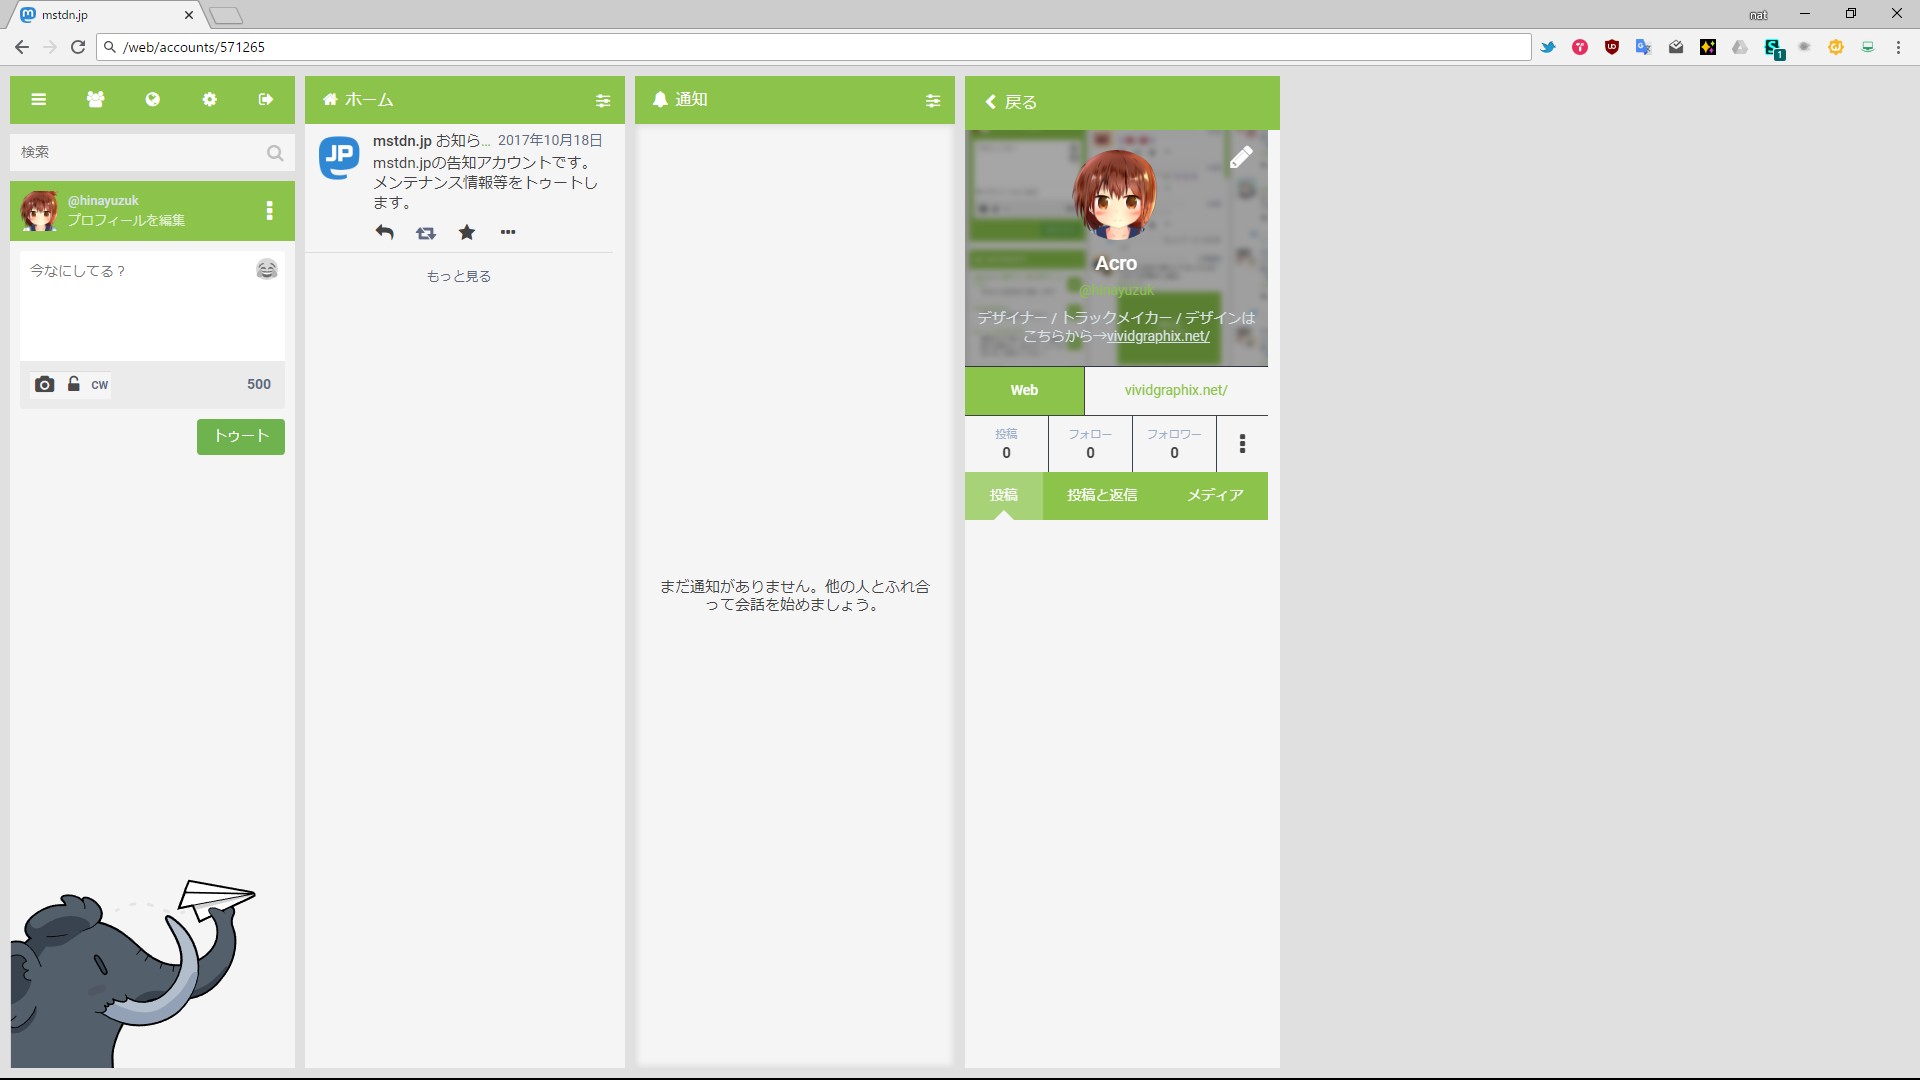 mstdn.jp
nat
/web/accounts/571265
検索
@hinayuzuk
プロフィールを編集
今なにしてる？
CW
500
トゥート
ホーム
JP
mstdn.jp お知ら… 2017年10月18日
mstdn.jpの告知アカウントです。
メンテナンス情報等をトゥートし
ます。
もっと見る
通知
まだ通知がありません。他の人とふれ合
って会話を始めましょう。
戻る
Acro
@hinayuzuk
デザイナー / トラックメイカー / デザインは
こちらから→vividgraphix.net/
Web
vividgraphix.net/
投稿 フォロー フォロワー
0 0 0
投稿 投稿と返信 メディア